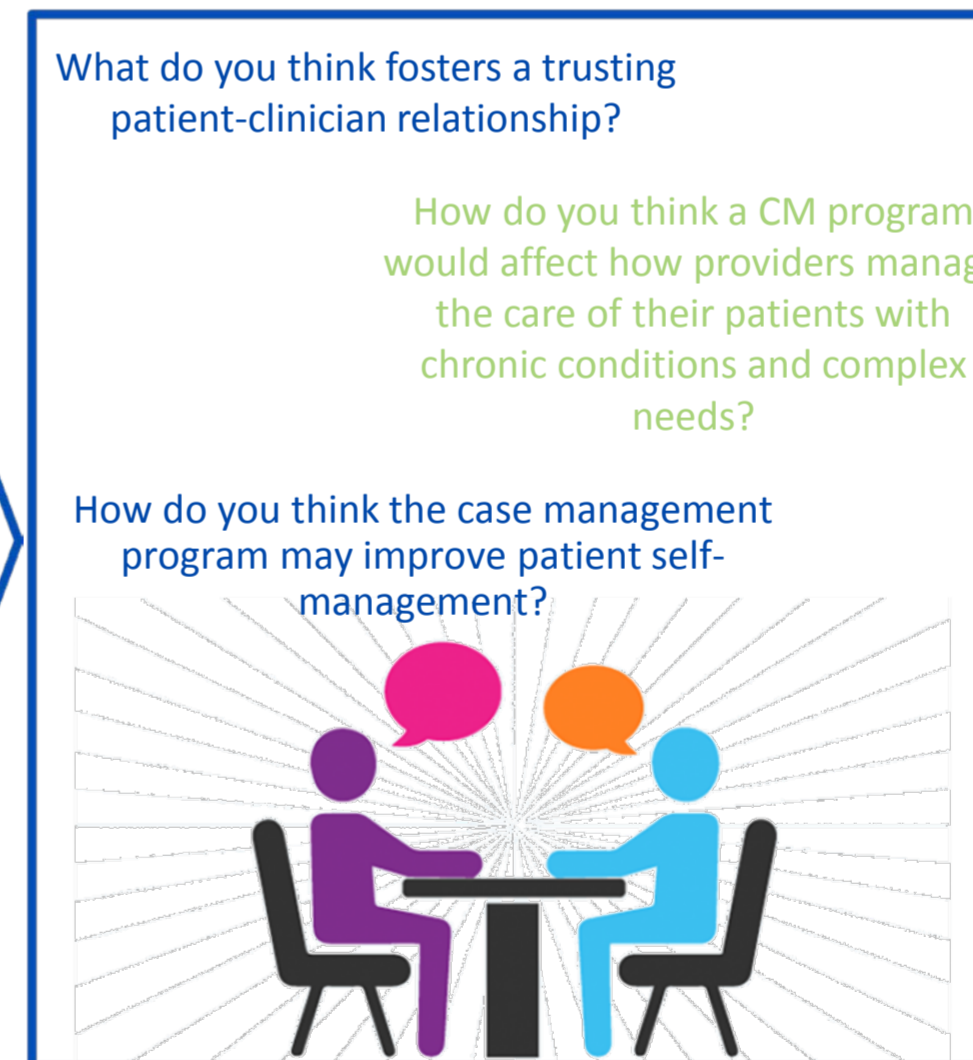 What do you think fosters a trusting
patient-clinician relationship?
How do you think a CM program
would affect how providers
the care of their patients with
chronic conditions and complex
needs?
How do you think the case management
program may improve patient self-
management?